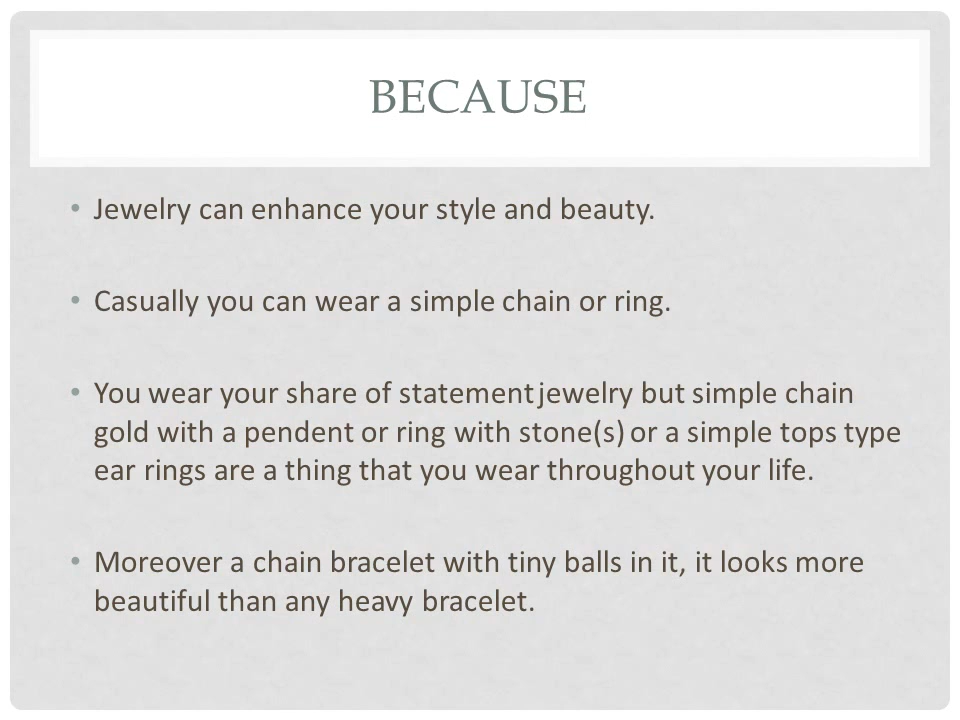 BECAUSE
• Jewelry can enhance your style and beauty.
• Casually you can wear a simple chain or ring.
• You wear your share of statement jewelry but simple chain
gold with a pendent or ring with stone(s) or a simple tops type
ear rings are a thing that you wear throughout your life.
• Moreover a chain bracelet with tiny balls in it, it looks more
beautiful than any heavy bracelet.